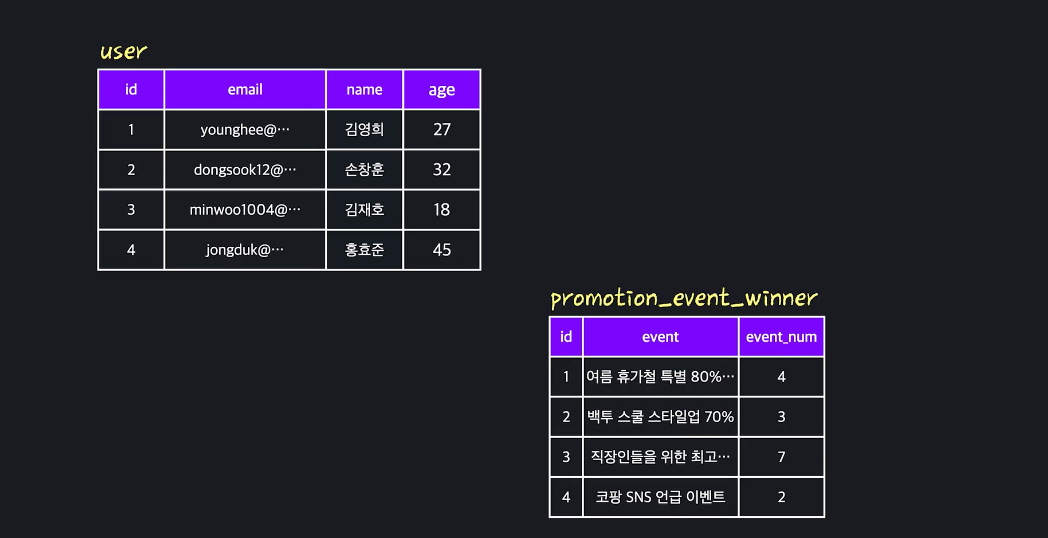 user
id email name age
1 younghee@··· 김영희 27
2 dongsook12@··· 손창훈 32
3 minwoo1004@··· 김재호 18
4 jongduk@··· 홍효준 45
promotion_event_winner
id event event_num
1 여름 휴가철 특별 80%··· 4
2 백투 스쿨 스타일업 70% 3
3 직장인들을 위한 최고··· 7
4 코팡 SNS 언급 이벤트 2